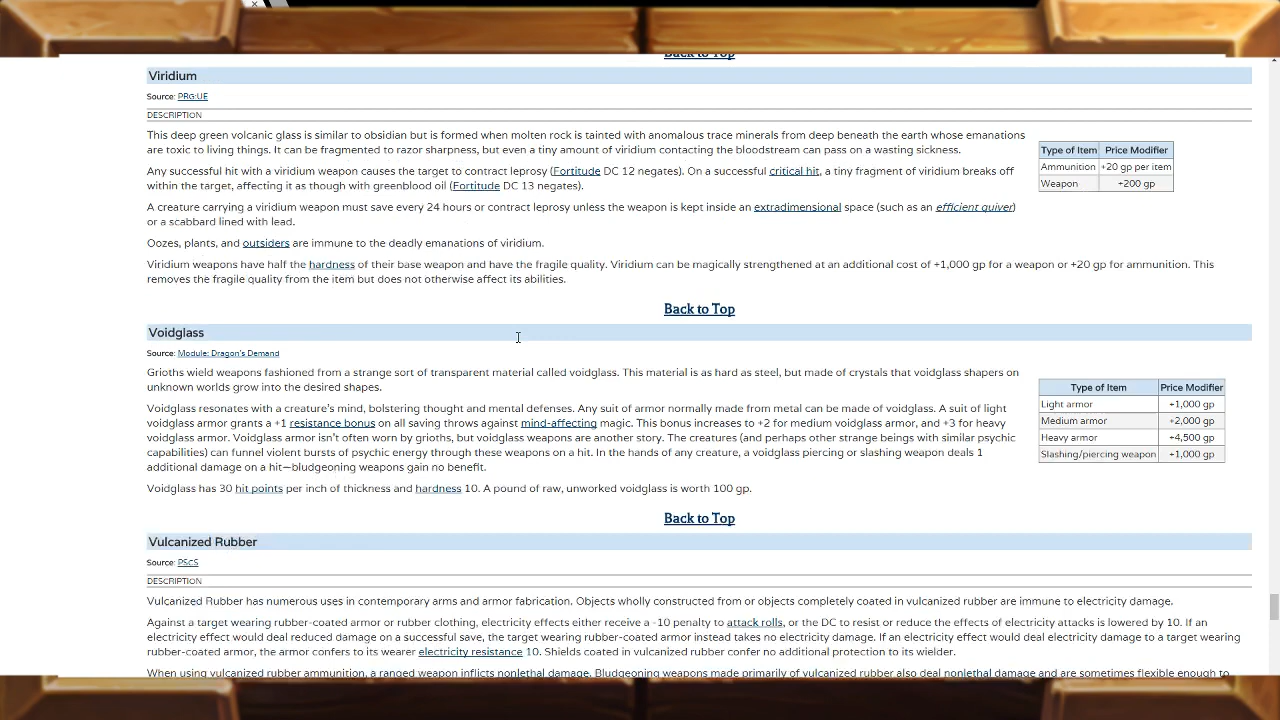 Back to Top
Viridium
Source: PRG:UE
DESCRIPTION
This deep green volcanic glass is similar to obsidian but is formed when molten rock is tainted with anomalous trace minerals from deep beneath the earth whose emanations
are toxic to living things. It can be fragmented to razor sharpness, but even a tiny amount of viridium contacting the bloodstream can pass on a wasting sickness.
Type of Item Price Modifier
Ammunition +20 gp per item
Weapon +200 gp
Any successful hit with a viridium weapon causes the target to contract leprosy (Fortitude DC 12 negates). On a successful critical hit, a tiny fragment of viridium breaks off
within the target, affecting it as though with greenblood oil (Fortitude DC 13 negates).
A creature carrying a viridium weapon must save every 24 hours or contract leprosy unless the weapon is kept inside an extradimensional space (such as an efficient quiver)
or a scabbard lined with lead.
Oozes, plants, and outsiders are immune to the deadly emanations of viridium.
Viridium weapons have half the hardness of their base weapon and have the fragile quality. Viridium can be magically strengthened at an additional cost of +1,000 gp for a weapon or +20 gp for ammunition. This
removes the fragile quality from the item but does not otherwise affect its abilities.
Back to Top
Voidglass
Source: Module: Dragon's Demand
Grioths wield weapons fashioned from a strange sort of transparent material called voidglass. This material is as hard as steel, but made of crystals that voidglass shapers on
unknown worlds grow into the desired shapes.
Type of Item Price Modifier
Light armor +1,000 gp
Medium armor +2,000 gp
Heavy armor +4,500 gp
Slashing/piercing weapon +1,000 gp
Voidglass resonates with a creature's mind, bolstering thought and mental defenses. Any suit of armor normally made from metal can be made of voidglass. A suit of light
voidglass armor grants a +1 resistance bonus on all saving throws against mind-affecting magic. This bonus increases to +2 for medium voidglass armor, and +3 for heavy
voidglass armor. Voidglass armor isn't often worn by grioths, but voidglass weapons are another story. The creatures (and perhaps other strange beings with similar psychic
capabilities) can funnel violent bursts of psychic energy through these weapons on a hit. In the hands of any creature, a voidglass piercing or slashing weapon deals 1
additional damage on a hit—bludgeoning weapons gain no benefit.
Voidglass has 30 hit points per inch of thickness and hardness 10. A pound of raw, unworked voidglass is worth 100 gp.
Back to Top
Vulcanized Rubber
Source: PSCS
DESCRIPTION
Vulcanized Rubber has numerous uses in contemporary arms and armor fabrication. Objects wholly constructed from or objects completely coated in vulcanized rubber are immune to electricity damage.
Against a target wearing rubber-coated armor or rubber clothing, electricity effects either receive a -10 penalty to attack rolls, or the DC to resist or reduce the effects of electricity attacks is lowered by 10. If an
electricity effect would deal reduced damage on a successful save, the target wearing rubber-coated armor instead takes no electricity damage. If an electricity effect would deal electricity damage to a target wearing
rubber-coated armor, the armor confers to its wearer electricity resistance 10. Shields coated in vulcanized rubber confer no additional protection to its wielder.
When using vulcanized rubber ammunition, a ranged weapon inflicts nonlethal damage. Bludgeoning weapons made primarily of vulcanized rubber also deal nonlethal damage and are sometimes flexible enough to